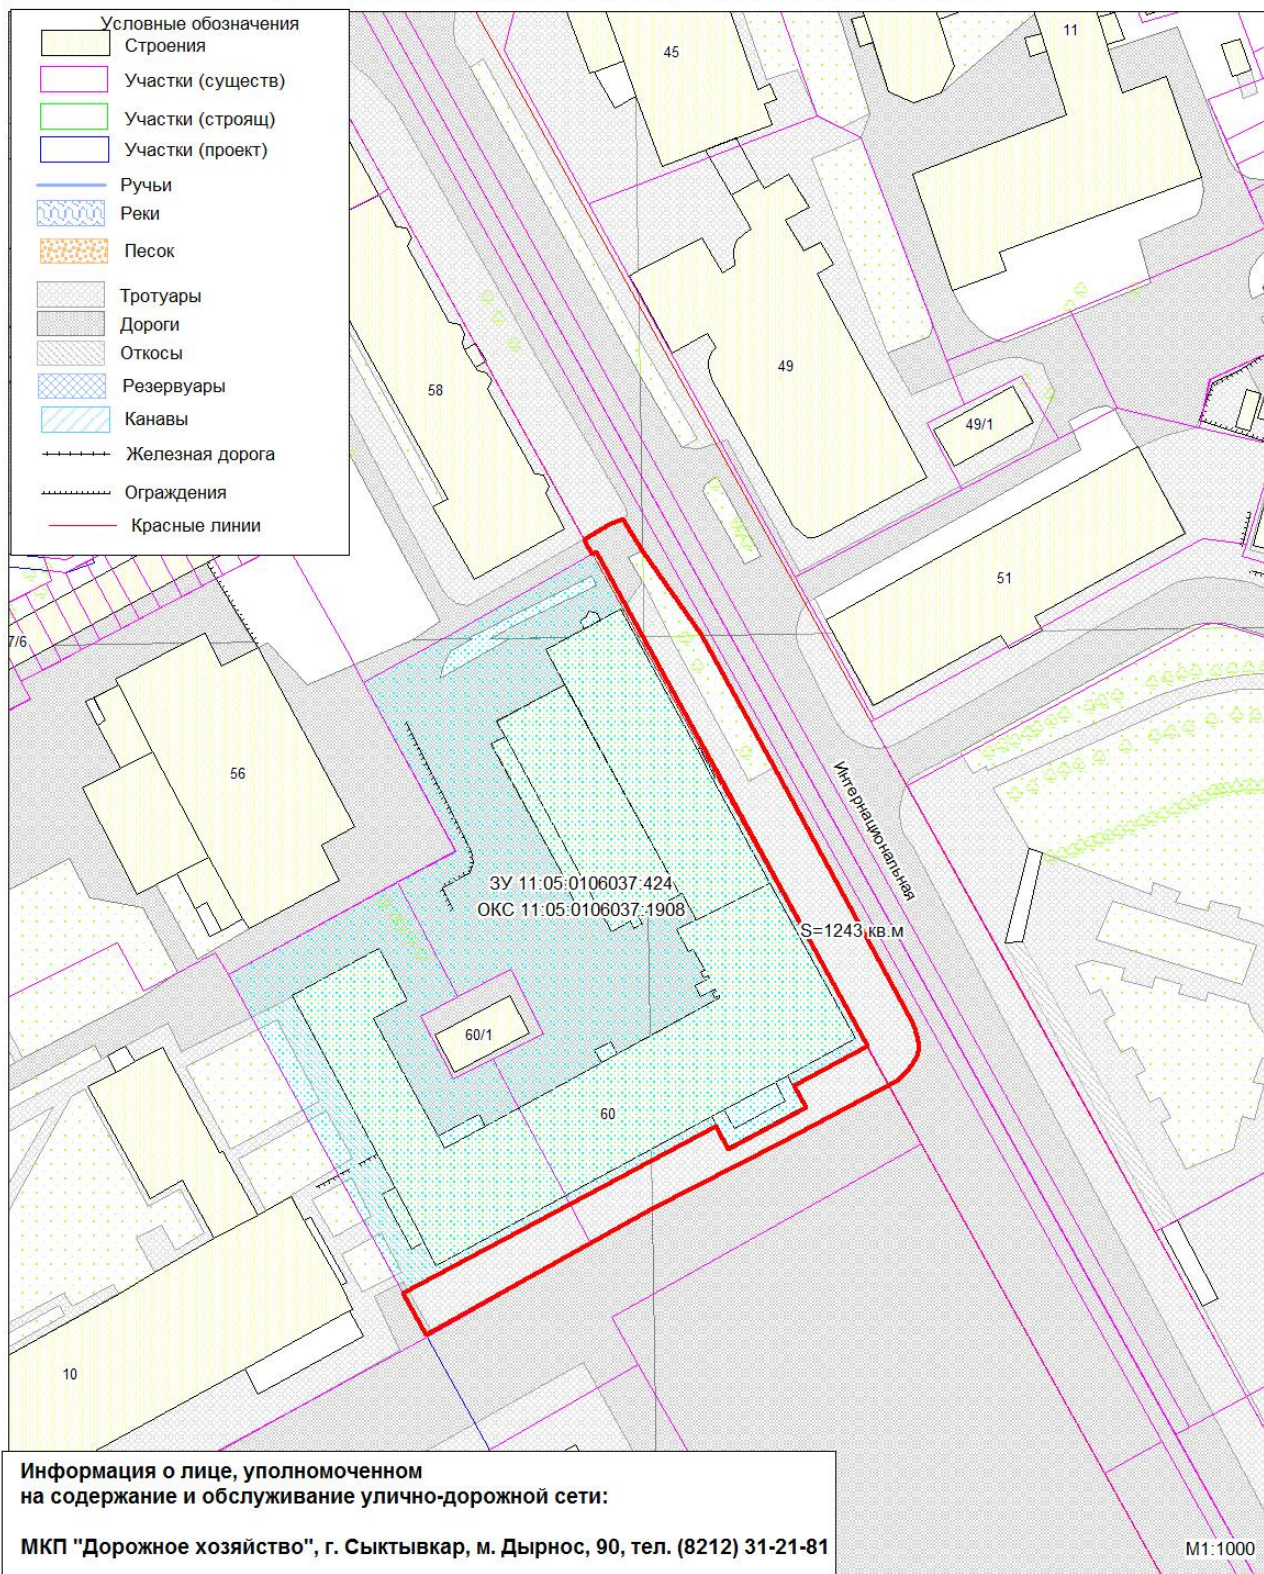 Условные обозначения
Строения
Участки (существ)
Участки (строящ)
Участки (проект)
Ручьи
Реки
Песок
Тротуары
Дороги
Откосы
Резервуары
Канавы
Железная дорога
Ограждения
Красные линии
45
11
58
49
49/1
51
7/6
56
Интернациональная
ЗУ 11:05:0106037:424
ОКС 11:05:0106037:1908
S=1243 кв.м
60/1
60
10
Информация о лице, уполномоченном
на содержание и обслуживание улично-дорожной сети:
МКП "Дорожное хозяйство", г. Сыктывкар, м. Дырнос, 90, тел. (8212) 31-21-81
М1:1000